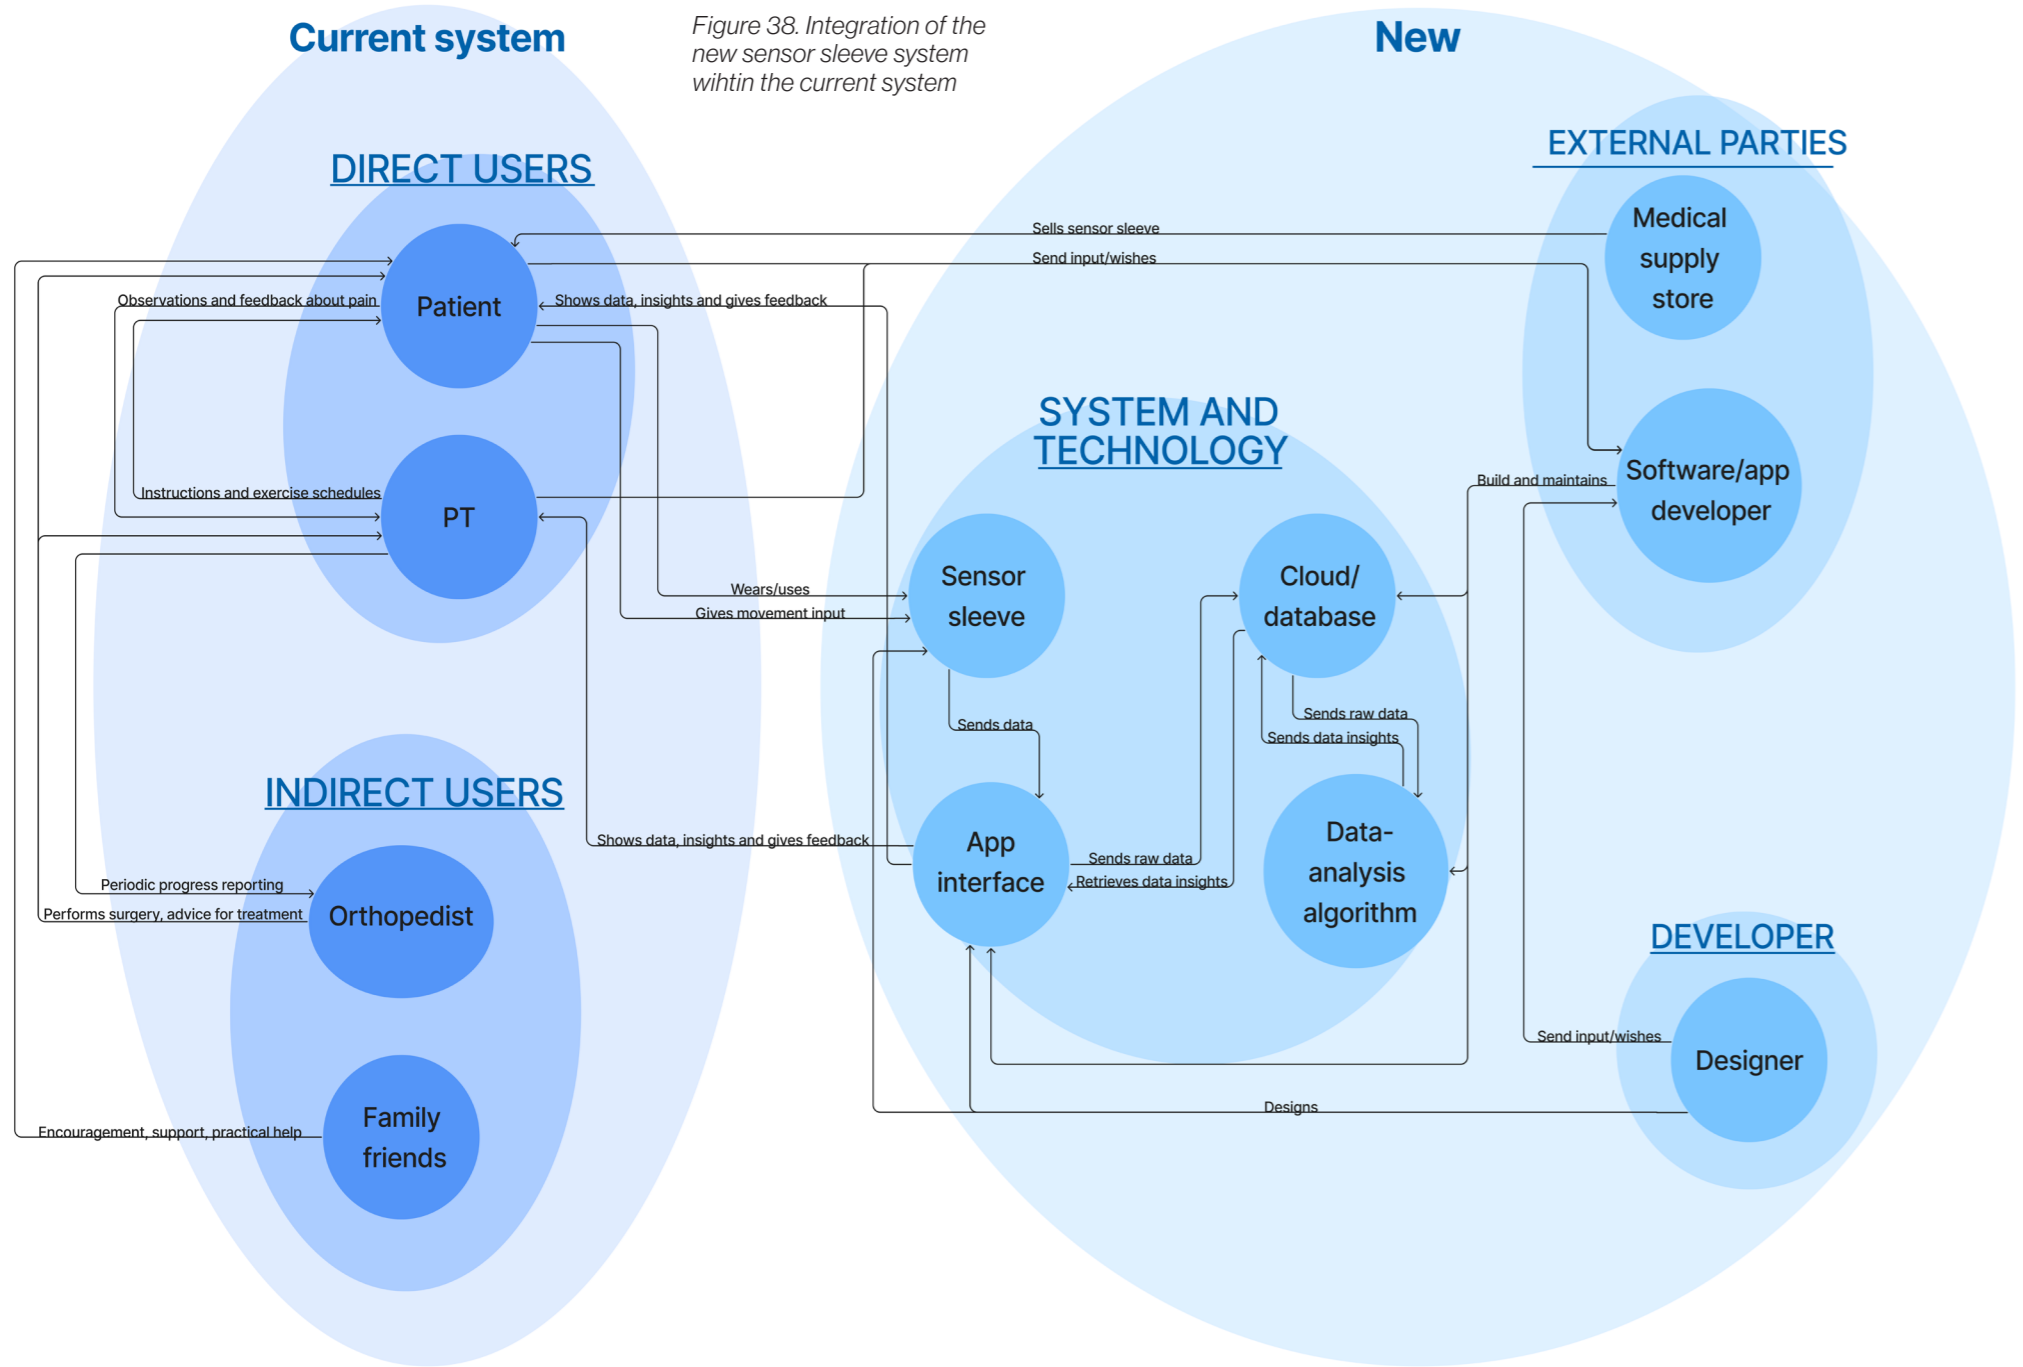 Current system
Figure 38. Integration of the
new sensor sleeve system
wihtin the current system
New
DIRECT USERS
EXTERNAL PARTIES
Medical
supply
store
Sells sensor sleeve
Send input/wishes
Observations and feedback about pain
Patient
Shows data, insights and gives feedback
SYSTEM AND
TECHNOLOGY
Software/app
developer
Build and maintains
Instructions and exercise schedules
PT
Sensor
sleeve
Cloud/
database
Wears/uses
Gives movement input
Sends data
Sends raw data
Sends data insights
INDIRECT USERS
Shows data, insights and gives feedback
App
interface
Sends raw data
Retrieves data insights
Data-
analysis
algorithm
Periodic progress reporting
Performs surgery, advice for treatment
Orthopedist
DEVELOPER
Send input/wishes
Designer
Designs
Encouragement, support, practical help
Family
friends